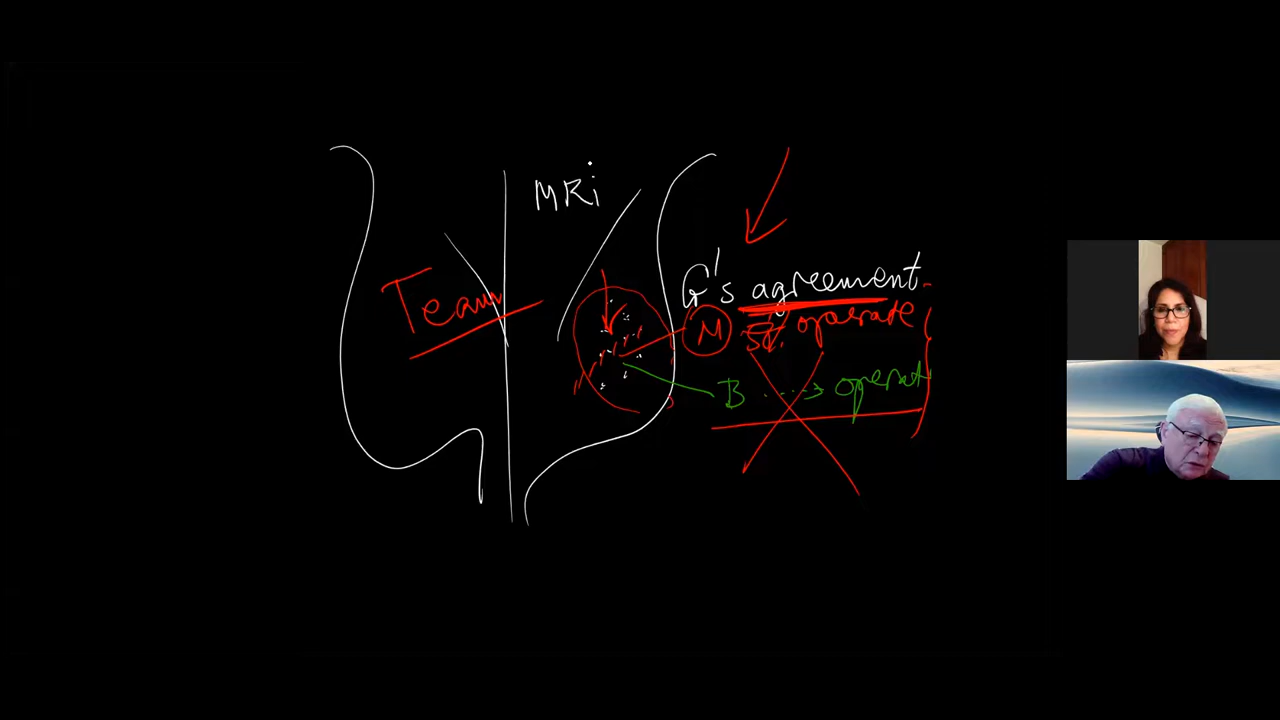 MRi
Team
G's agreement
M operate
B ....→ operat